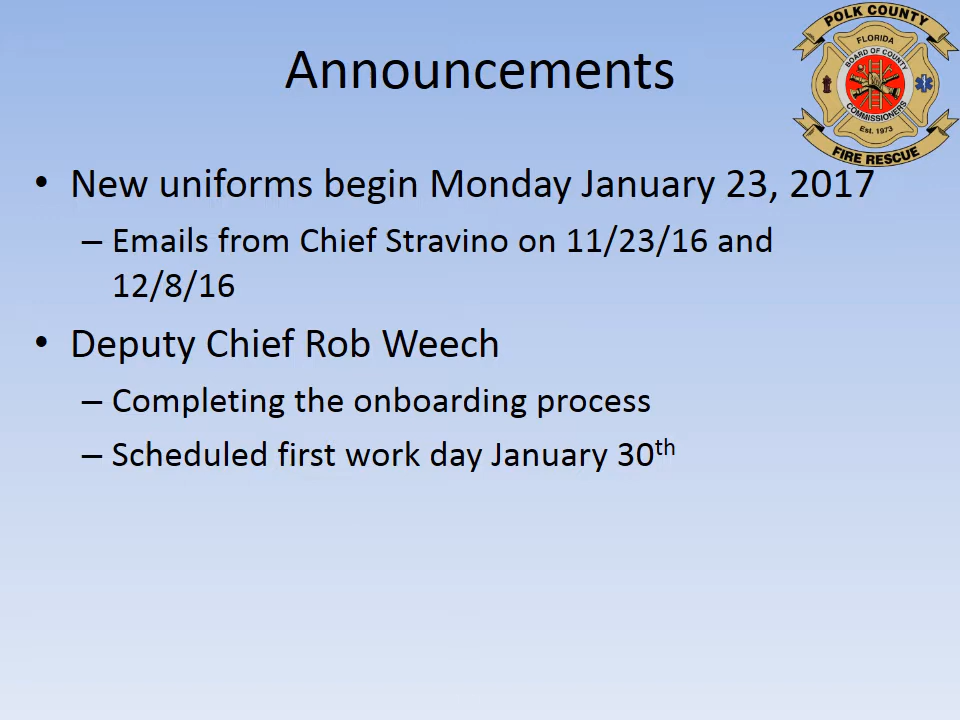 Announcements
POLK COUNTY
FLORIDA
BOARD OF COUNTY
COMMISSIONERS
Est. 1973
FIRE RESCUE
• New uniforms begin Monday January 23, 2017
– Emails from Chief Stravino on 11/23/16 and
12/8/16
• Deputy Chief Rob Weech
– Completing the onboarding process
– Scheduled first work day January 30th